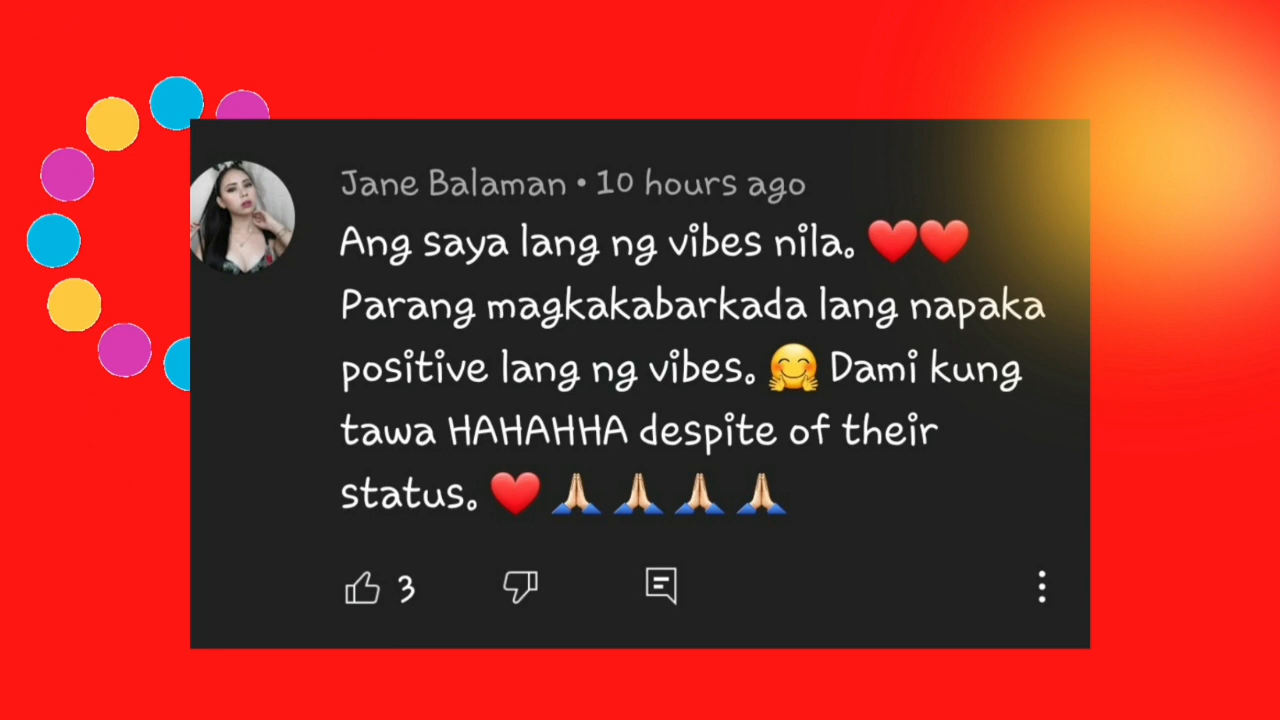 Jane Balaman • 10 hours ago
Ang saya lang ng vibes nila. ❤️❤️
Parang magkakabarkada lang napaka
positive lang ng vibes. 🤗 Dami kung
tawa HAHAHHA despite of their
status. ❤️🙏🏻🙏🏻🙏🏻🙏🏻
3